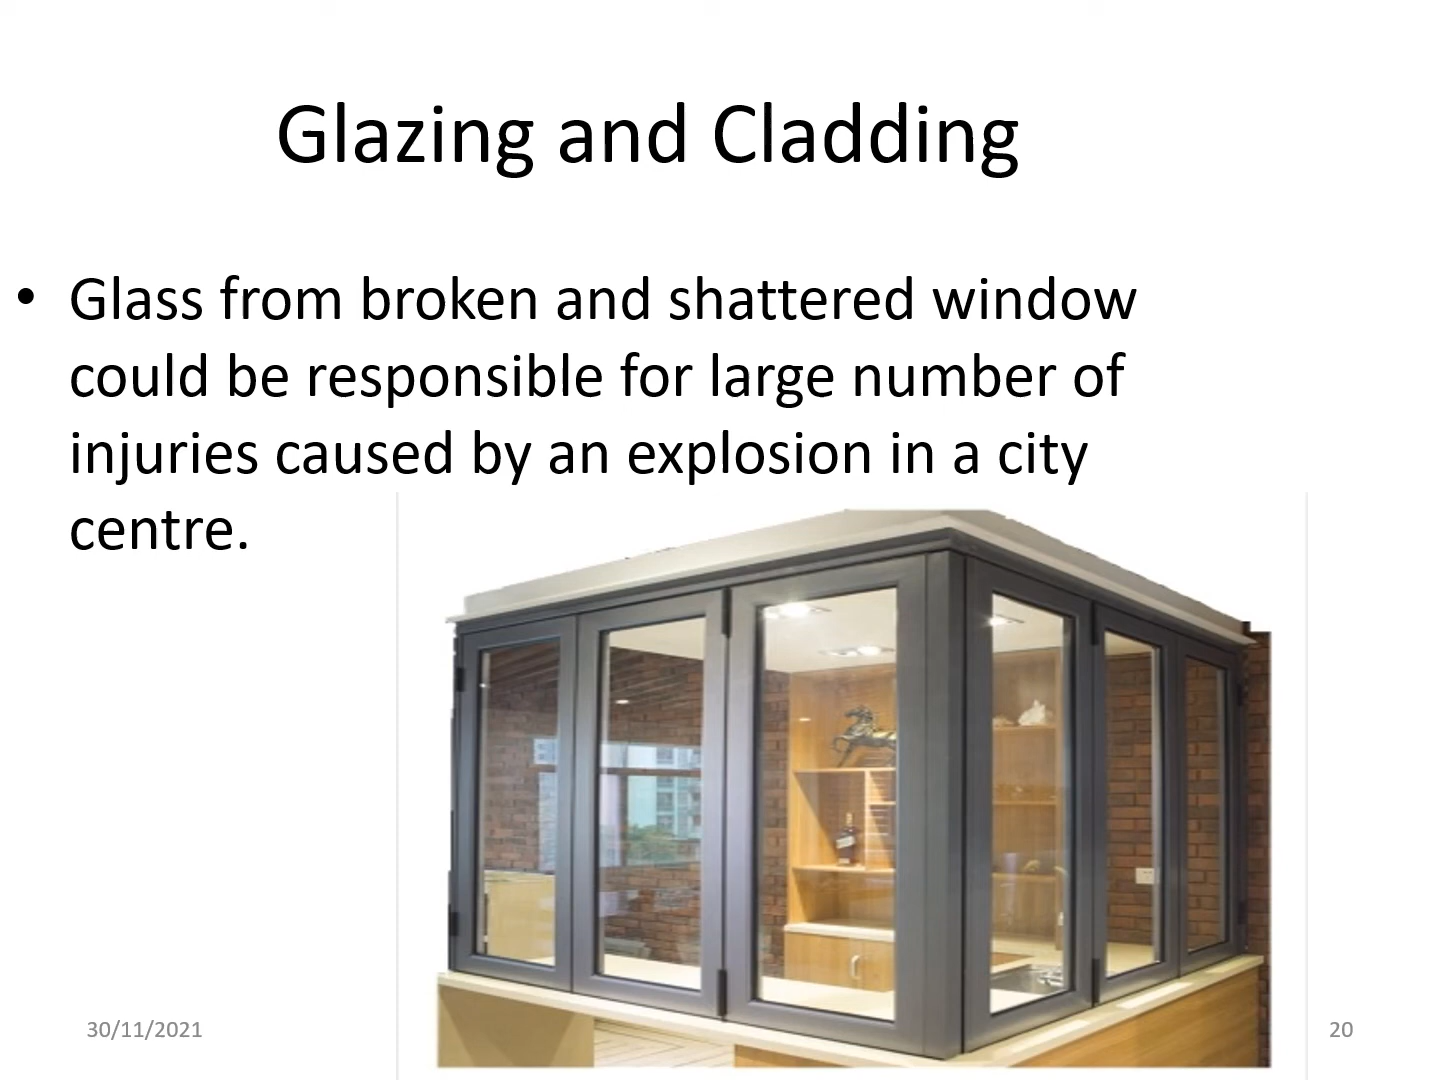 Glazing and Cladding
• Glass from broken and shattered window
could be responsible for large number of
injuries caused by an explosion in a city
centre.
30/11/2021
20